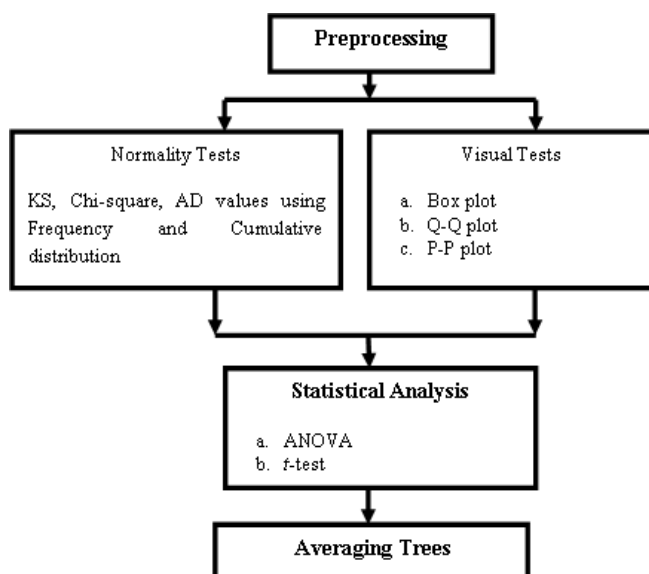 Preprocessing
Normality Tests
KS, Chi-square, AD values using
Frequency and Cumulative
distribution
Visual Tests
a. Box plot
b. Q-Q plot
c. P-P plot
Statistical Analysis
a. ANOVA
b. t-test
Averaging Trees